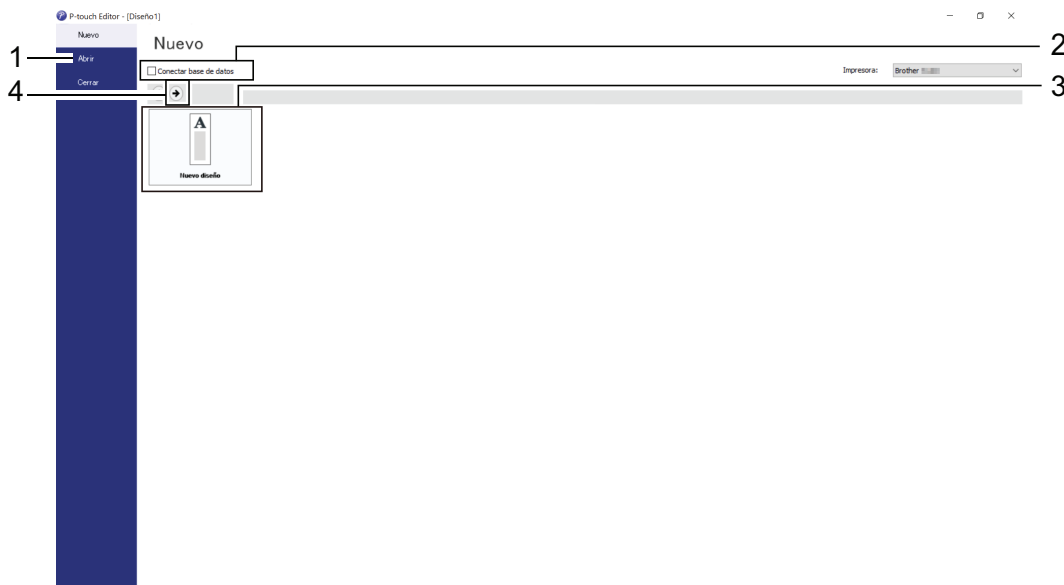 P-touch Editor - [Diseño1]
Nuevo
Abrir
Cerrar
Nuevo
Conectar base de datos
Impresora: Brother
A
Nuevo diseño
1
2
3
4